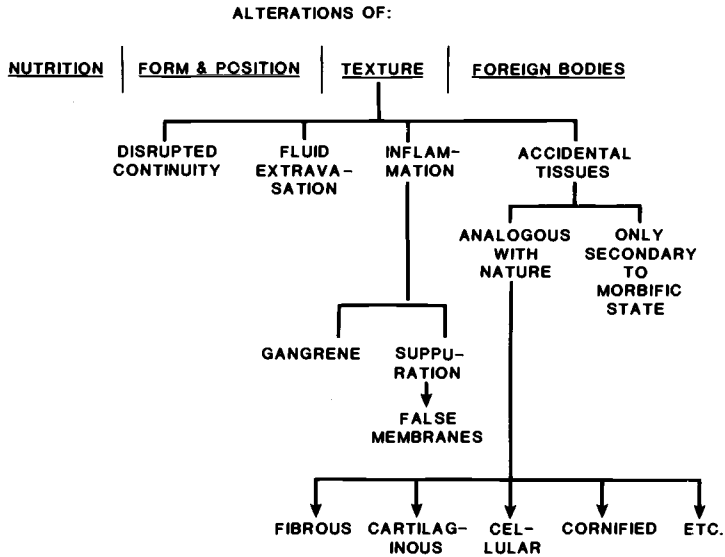 ALTERATIONS OF:
NUTRITION
FORM & POSITION
TEXTURE
FOREIGN BODIES
DISRUPTED
CONTINUITY
FLUID
EXTRAVA-
SATION
INFLAM-
MATION
ACCIDENTAL
TISSUES
ANALOGOUS
WITH
NATURE
ONLY
SECONDARY
TO
MORBIFIC
STATE
GANGRENE
SUPPU-
RATION
FALSE
MEMBRANES
FIBROUS
CARTILAG-
INOUS
CEL-
LULAR
CORNIFIED
ETC.